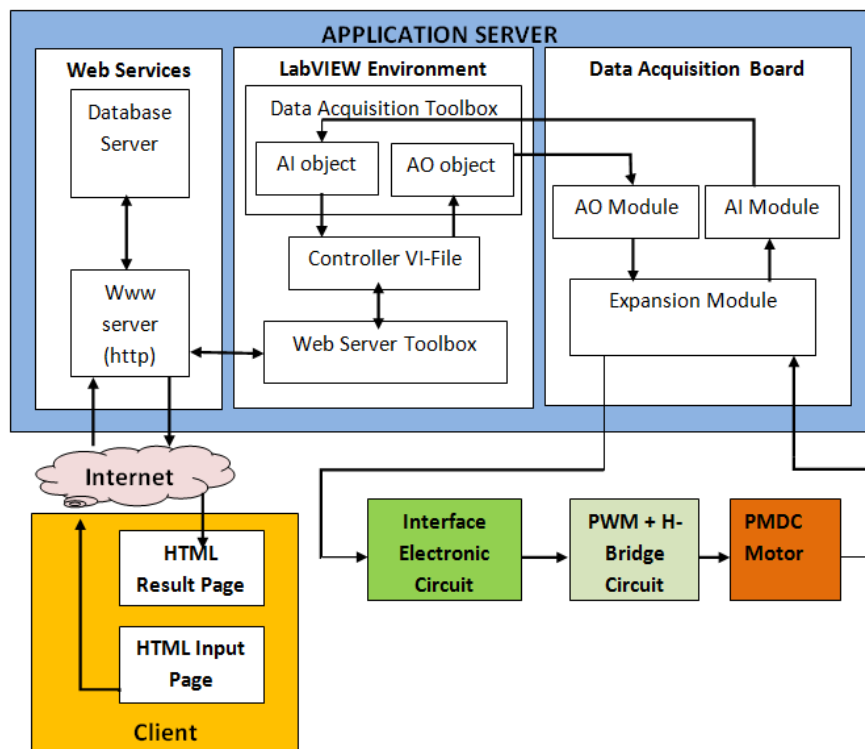 APPLICATION SERVER
Web Services
Database
Server
Www
server
(http)
LabVIEW Environment
Data Acquisition Toolbox
AI object
AO object
Controller VI-File
Web Server Toolbox
Data Acquisition Board
AO Module
AI Module
Expansion Module
Internet
HTML
Result Page
HTML Input
Page
Client
Interface
Electronic
Circuit
PWM + H-
Bridge
Circuit
PMDC
Motor